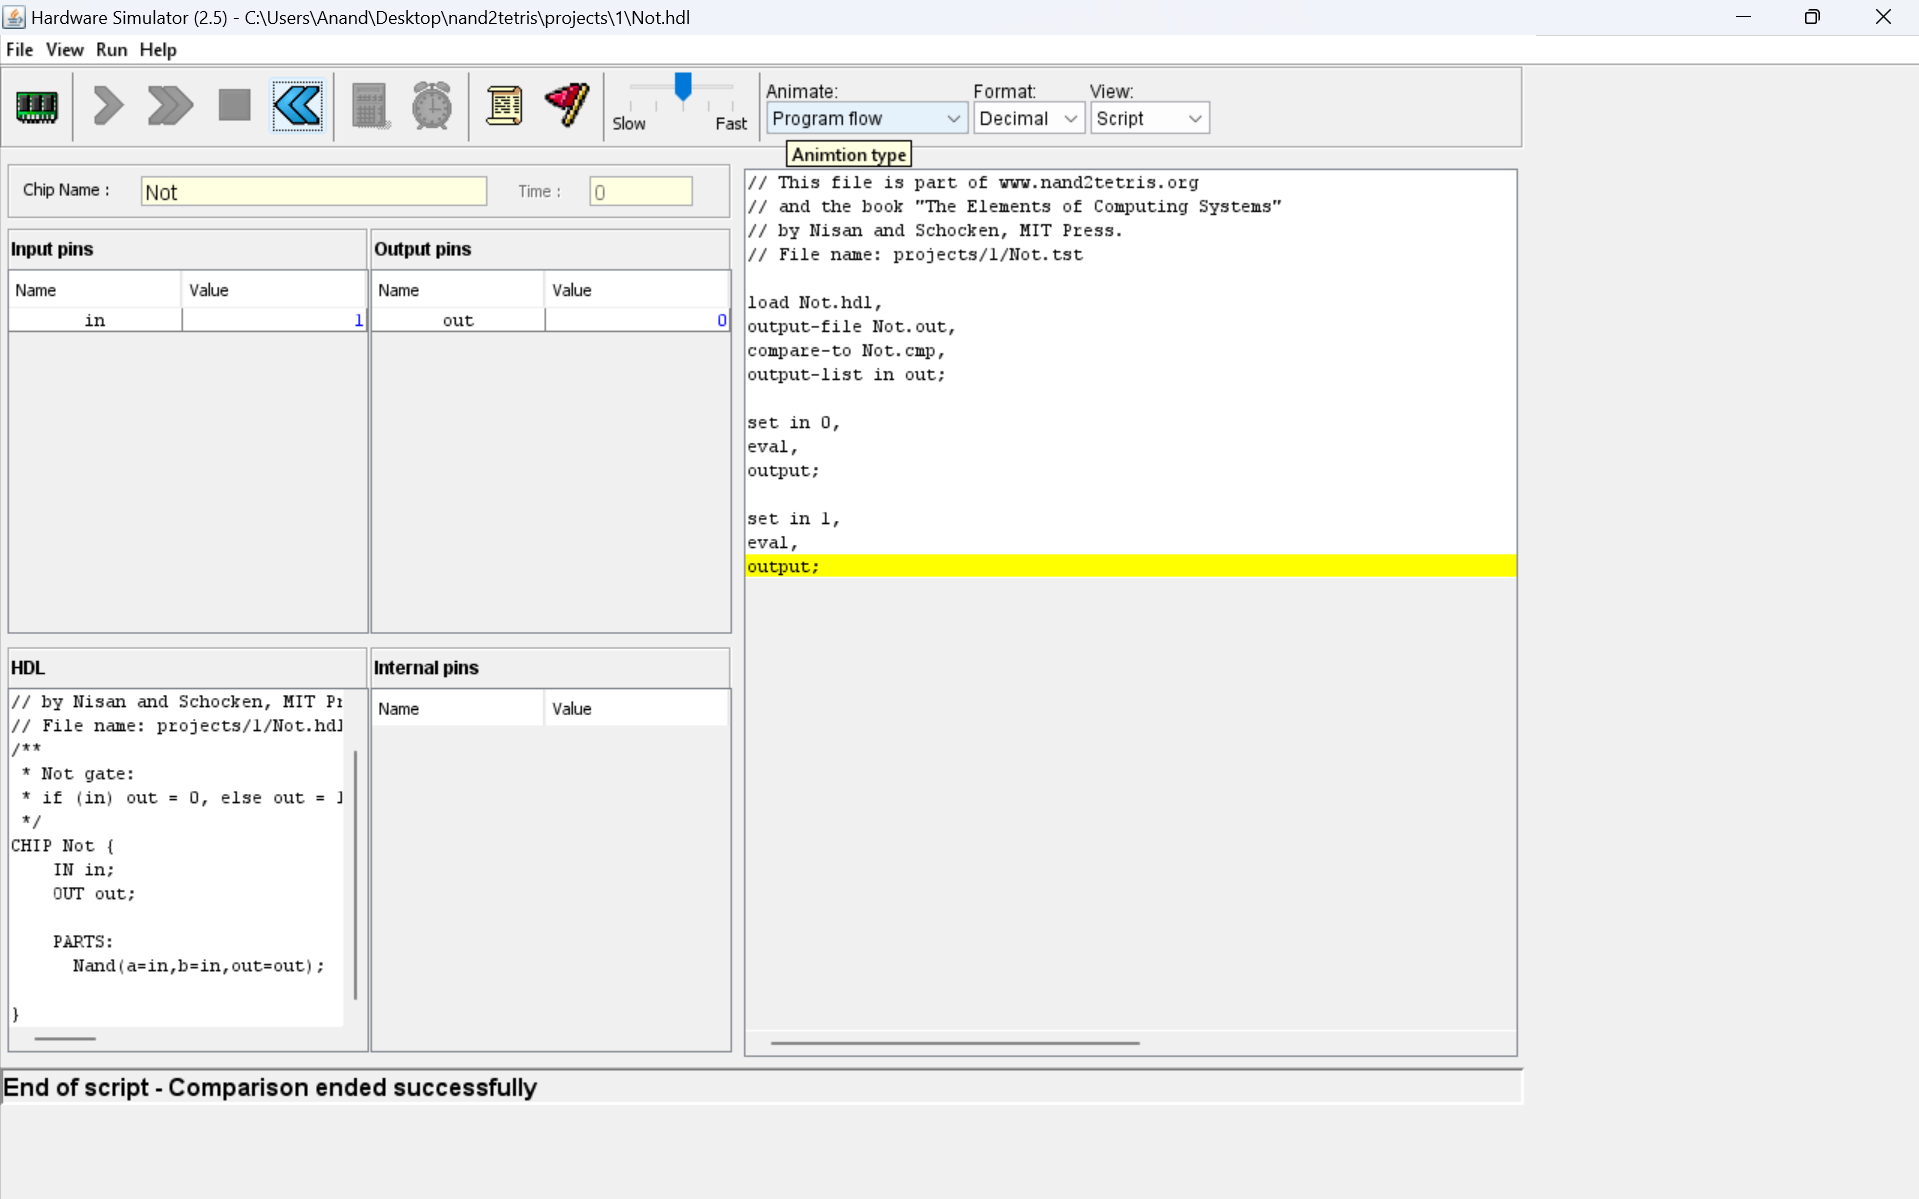 Hardware Simulator (2.5) - C:\Users\Anand\Desktop\nand2tetris\projects\1\Not.hdl
File View Run Help
Slow Fast
Animate: Format: View:
Program flow Decimal Script
Animtion type
Chip Name : Not Time : 0
Input pins
Name Value
in 1
Output pins
Name Value
out 0
HDL
// by Nisan and Schocken, MIT Pr
// File name: projects/1/Not.hdl
/**
* Not gate:
* if (in) out = 0, else out = 1
*/
CHIP Not {
IN in;
OUT out;
PARTS:
Nand(a=in,b=in,out=out);
}
Internal pins
Name Value
// This file is part of www.nand2tetris.org
// and the book "The Elements of Computing Systems"
// by Nisan and Schocken, MIT Press.
// File name: projects/1/Not.tst
load Not.hdl,
output-file Not.out,
compare-to Not.cmp,
output-list in out;
set in 0,
eval,
output;
set in 1,
eval,
output;
End of script - Comparison ended successfully